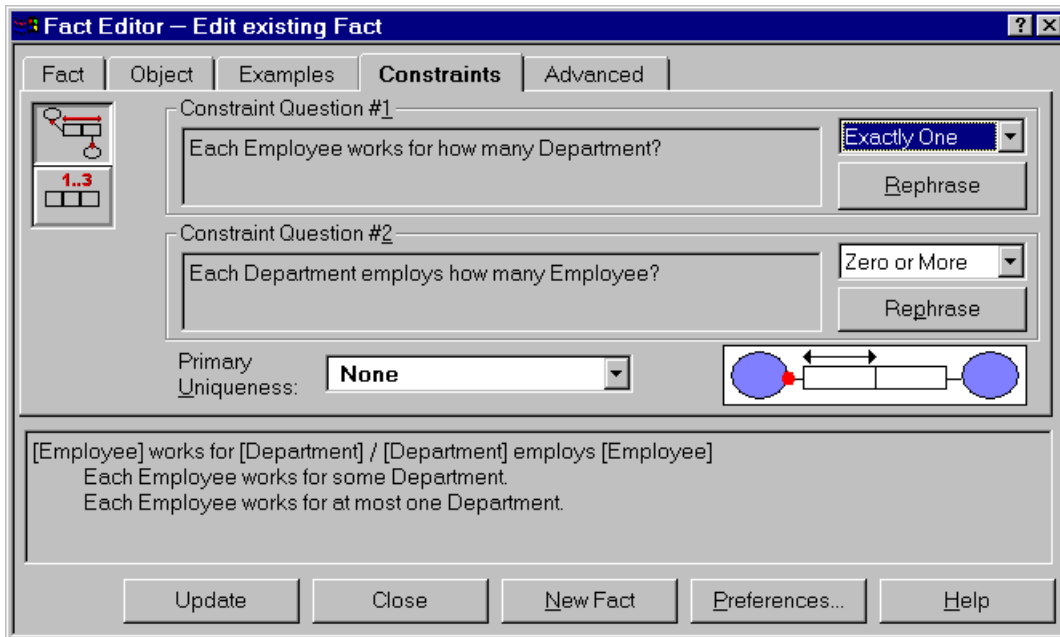 Fact Editor — Edit existing Fact
Fact Object Examples Constraints Advanced
Constraint Question #1
Each Employee works for how many Department?
Exactly One
Rephrase
1..3
Constraint Question #2
Each Department employs how many Employee?
Zero or More
Rephrase
Primary
Uniqueness:
None
[Employee] works for [Department] / [Department] employs [Employee]
Each Employee works for some Department.
Each Employee works for at most one Department.
Update Close New Fact Preferences... Help